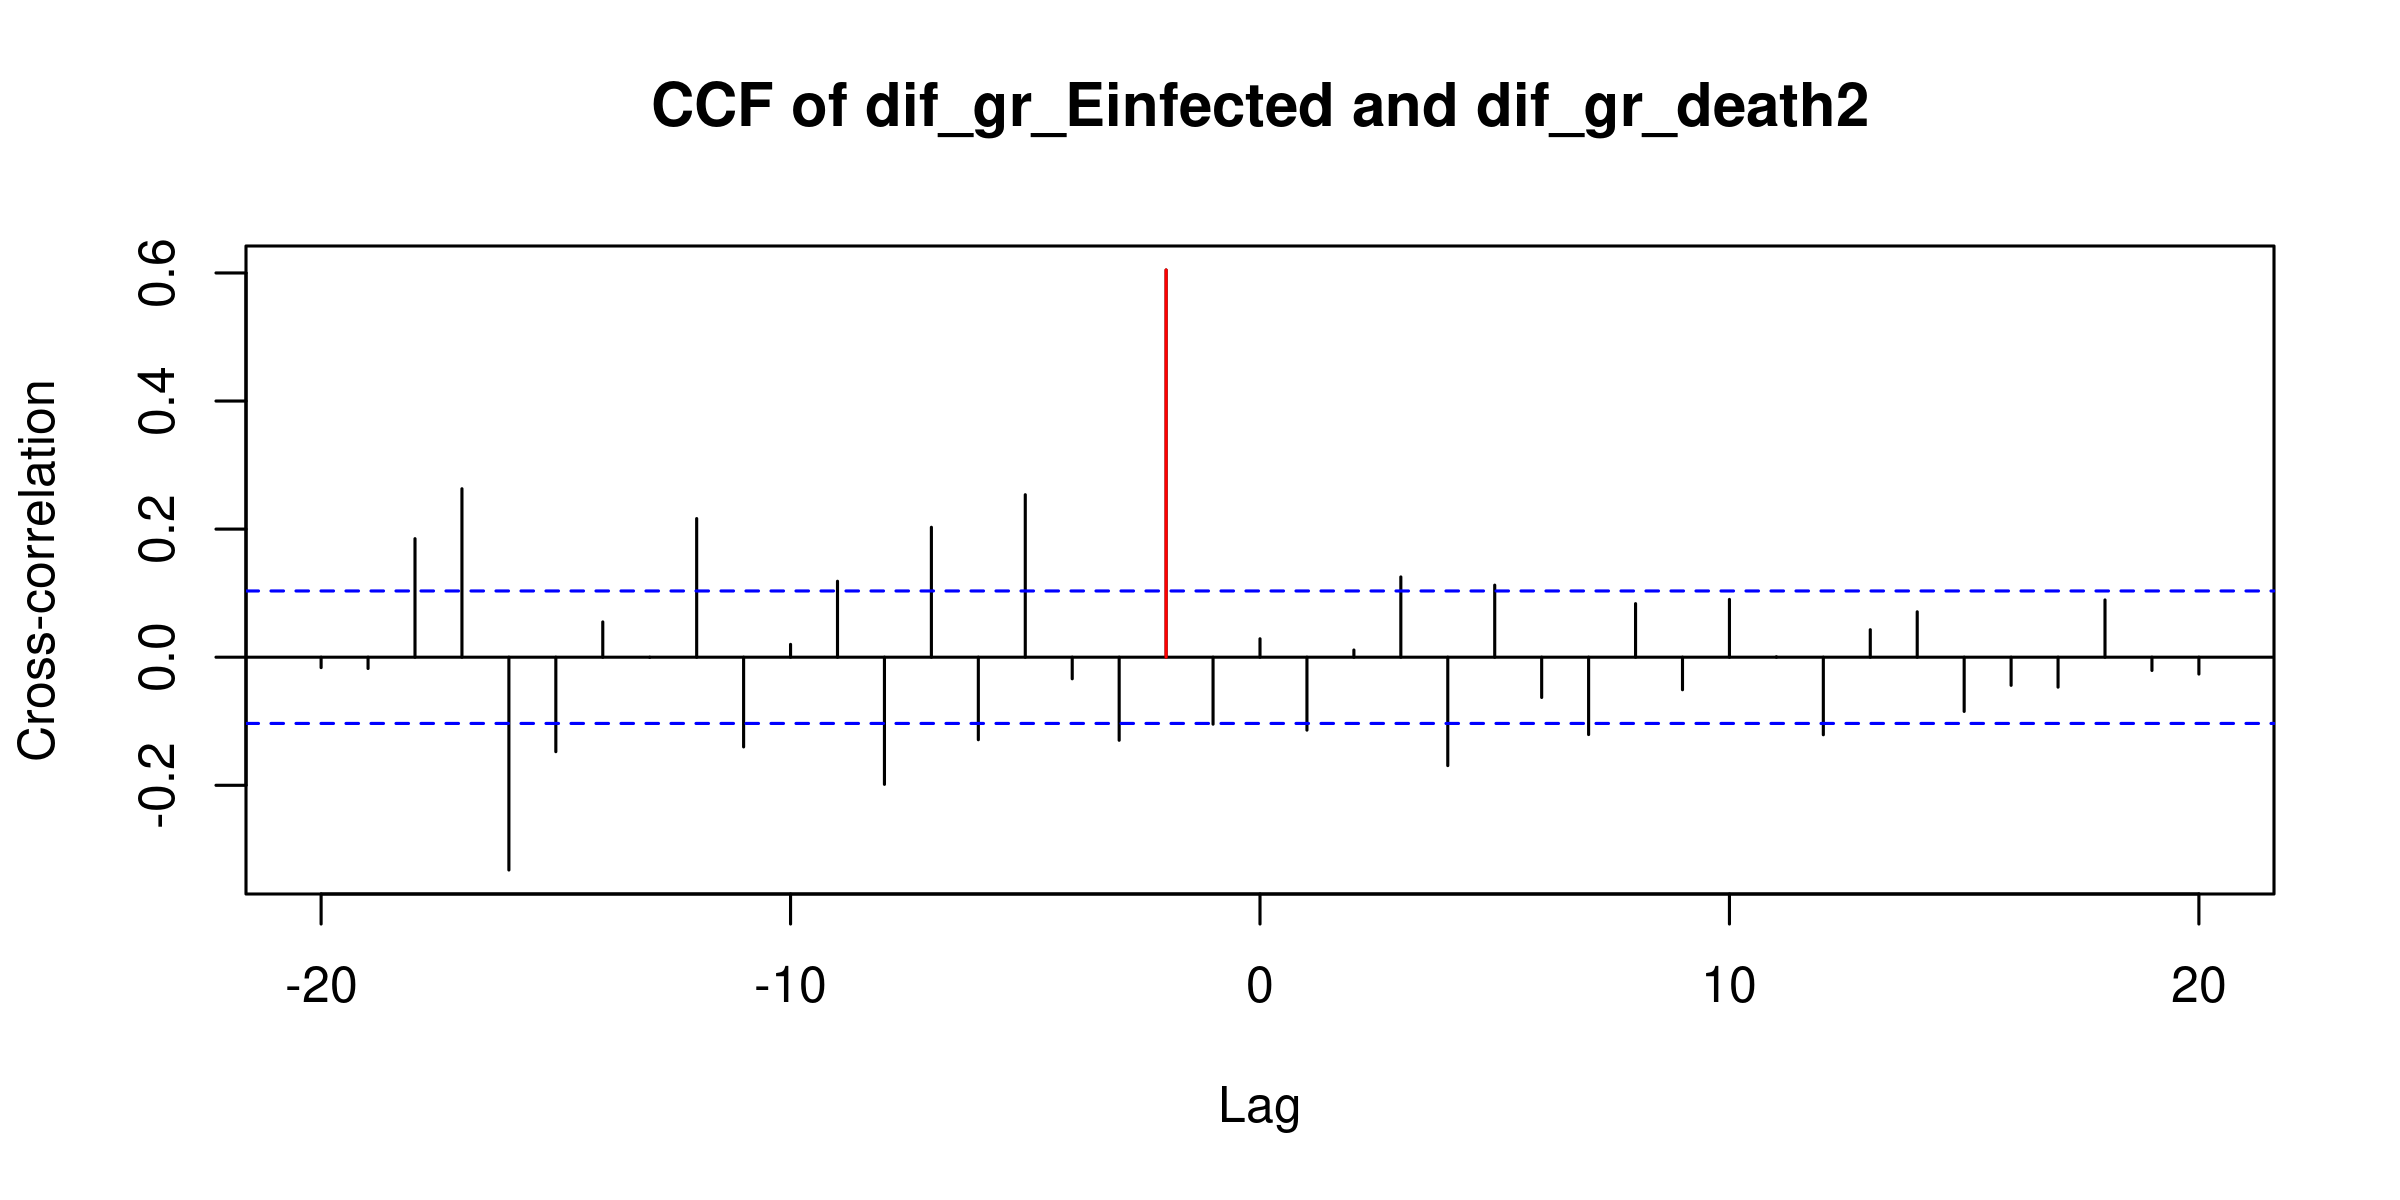 CCF of dif_gr_Einfected and dif_gr_death2
Cross-correlation
0.6
0.4
0.2
0.0
-0.2
-20 -10 0 10 20
Lag